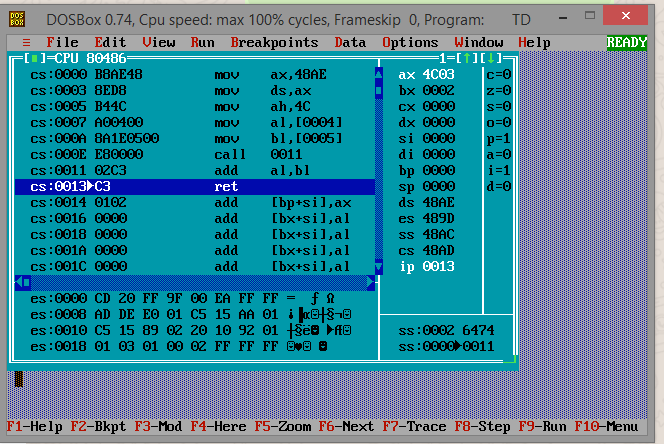 DOS BOX DOSBox 0.74, Cpu speed: max 100% cycles, Frameskip 0, Program: TD
≡ File Edit View Run Breakpoints Data Options Window Help READY
[■]=CPU 80486 1=[↑][↓]
cs:0000 B8AE48 mov ax,48AE ax 4C03 c=0
cs:0003 8ED8 mov ds,ax bx 0002 z=0
cs:0005 B44C mov ah,4C cx 0000 s=0
cs:0007 A00400 mov al,[0004] dx 0000 o=0
cs:000A 8A1E0500 mov bl,[0005] si 0000 p=1
cs:000E E80000 call 0011 di 0000 a=0
cs:0011 02C3 add al,bl bp 0000 i=1
cs:0013►C3 ret sp 0000 d=0
cs:0014 0102 add [bp+si],ax ds 48AE
cs:0016 0000 add [bx+si],al es 489D
cs:0018 0000 add [bx+si],al ss 48AC
cs:001A 0000 add [bx+si],al cs 48AD
cs:001C 0000 add [bx+si],al ip 0013
es:0000 CD 20 FF 9F 00 EA FF FF = ƒ Ω
es:0008 AD DE E0 01 C5 15 AA 01 ¡▐α☺┼§¬☺
es:0010 C5 15 89 02 20 10 92 01 ┼§ë☻ ►Æ☺ ss:0002 6474
es:0018 01 03 01 00 02 FF FF FF ☺♥☺ ☻ ss:0000►0011
F1-Help F2-Bkpt F3-Mod F4-Here F5-Zoom F6-Next F7-Trace F8-Step F9-Run F10-Menu